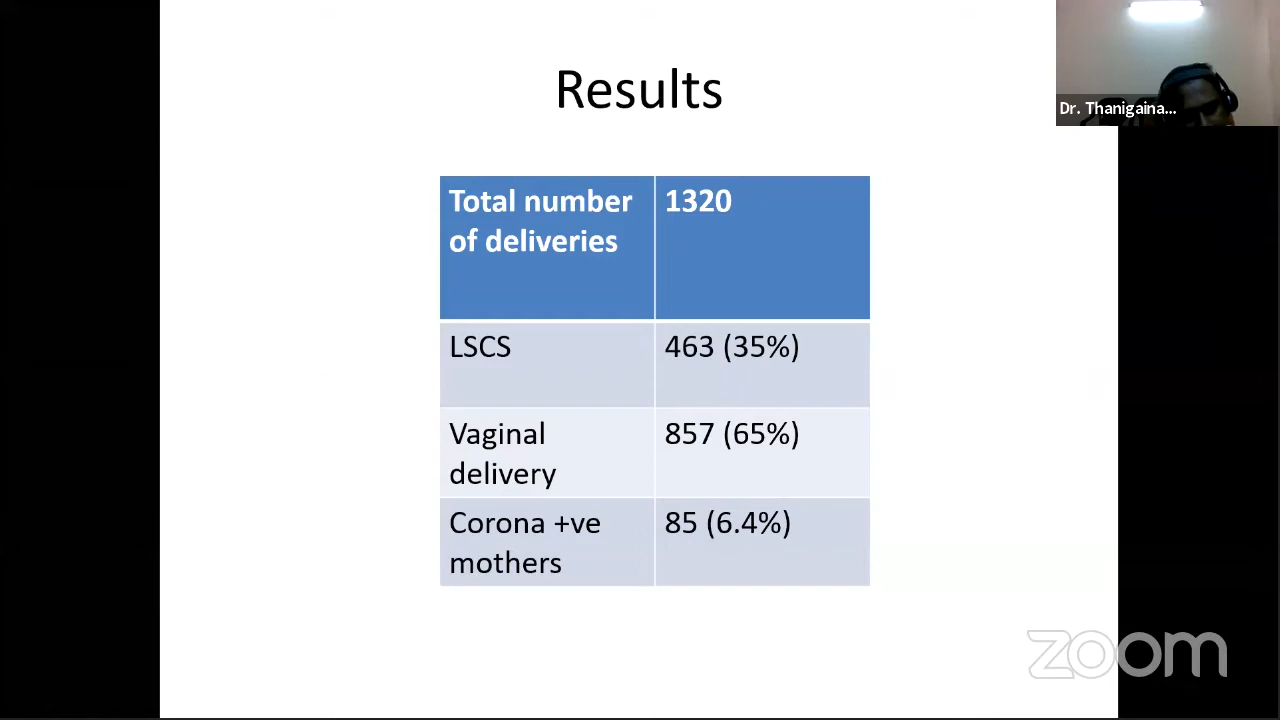 Results
Dr. Thanigaina...
Total number
of deliveries
1320
LSCS
463 (35%)
Vaginal
delivery
857 (65%)
Corona +ve
mothers
85 (6.4%)
zoom